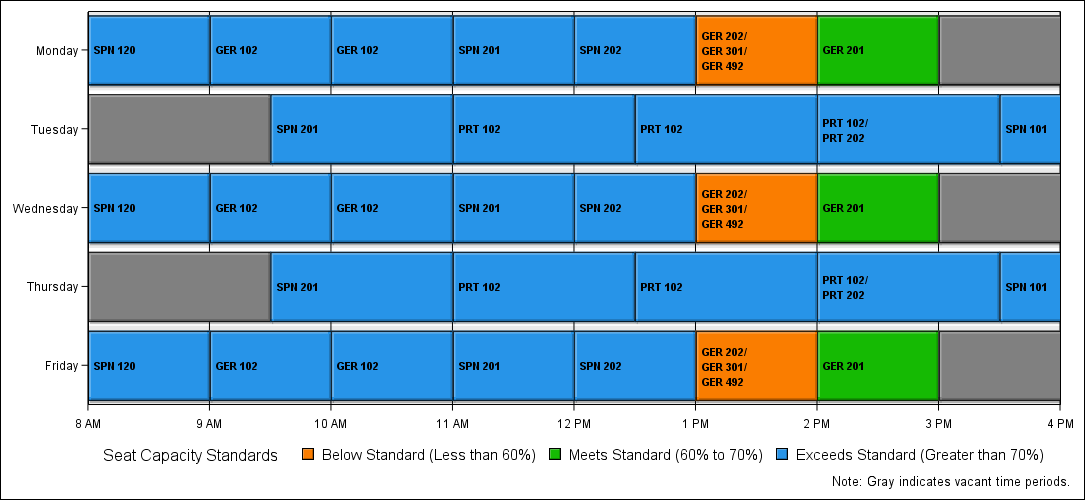 Monday
SPN 120
GER 102
GER 102
SPN 201
SPN 202
GER 202/
GER 301/
GER 492
GER 201
Tuesday
SPN 201
PRT 102
PRT 102
PRT 102/
PRT 202
SPN 101
Wednesday
SPN 120
GER 102
GER 102
SPN 201
SPN 202
GER 202/
GER 301/
GER 492
GER 201
Thursday
SPN 201
PRT 102
PRT 102
PRT 102/
PRT 202
SPN 101
Friday
SPN 120
GER 102
GER 102
SPN 201
SPN 202
GER 202/
GER 301/
GER 492
GER 201
8 AM 9 AM 10 AM 11 AM 12 PM 1 PM 2 PM 3 PM 4 PM
Seat Capacity Standards Below Standard (Less than 60%) Meets Standard (60% to 70%) Exceeds Standard (Greater than 70%)
Note: Gray indicates vacant time periods.